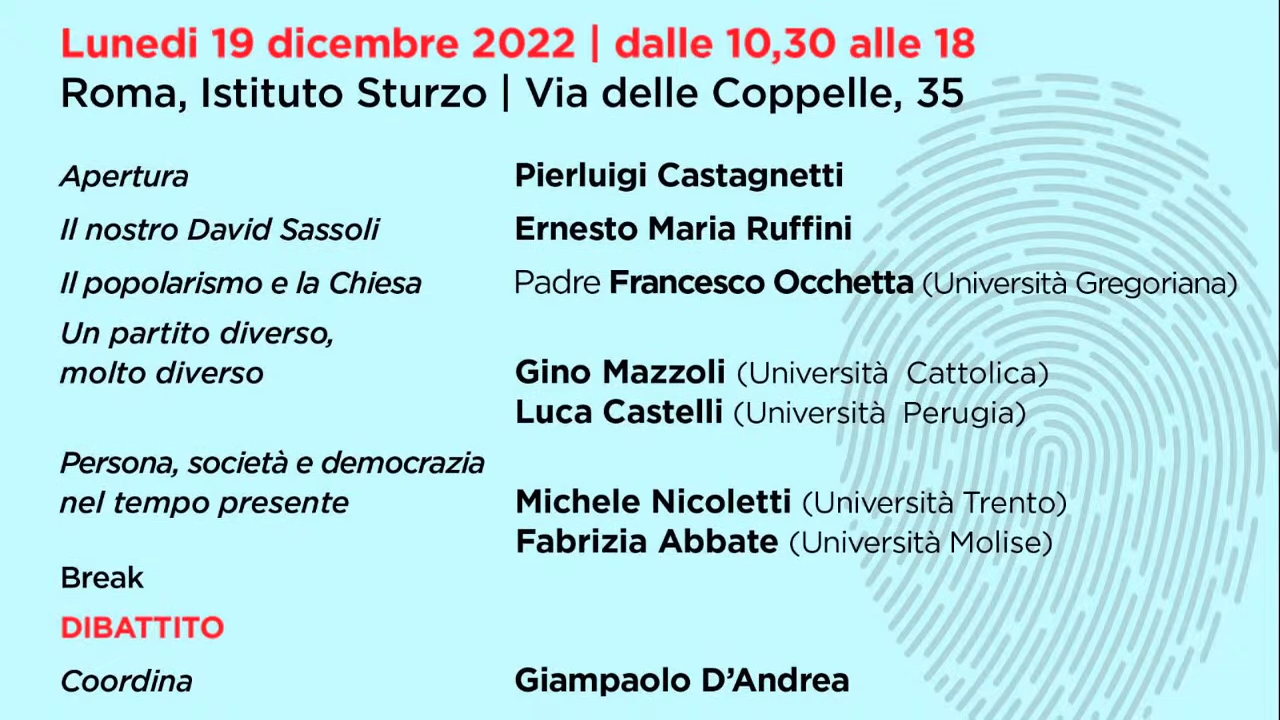 Lunedi 19 dicembre 2022 | dalle 10,30 alle 18
Roma, Istituto Sturzo | Via delle Coppelle, 35
Apertura Pierluigi Castagnetti
Il nostro David Sassoli Ernesto Maria Ruffini
Il popolarismo e la Chiesa Padre Francesco Occhetta (Università Gregoriana)
Un partito diverso,
molto diverso Gino Mazzoli (Università Cattolica)
Luca Castelli (Università Perugia)
Persona, società e democrazia
nel tempo presente Michele Nicoletti (Università Trento)
Fabrizia Abbate (Università Molise)
Break
DIBATTITO
Coordina Giampaolo D'Andrea